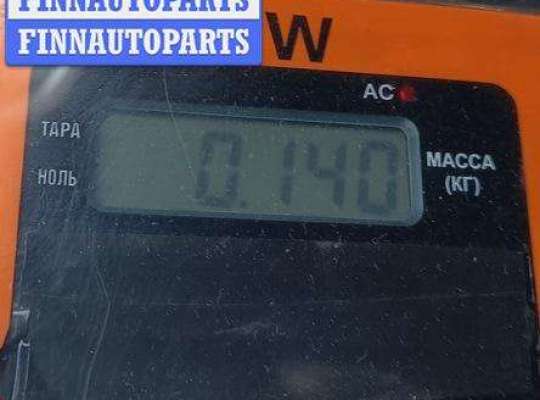 FINNAUTOPARTS
FINNAUTOPARTS
W
AC
ТАРА
НОЛЬ
0.140
МАССА
(КГ)